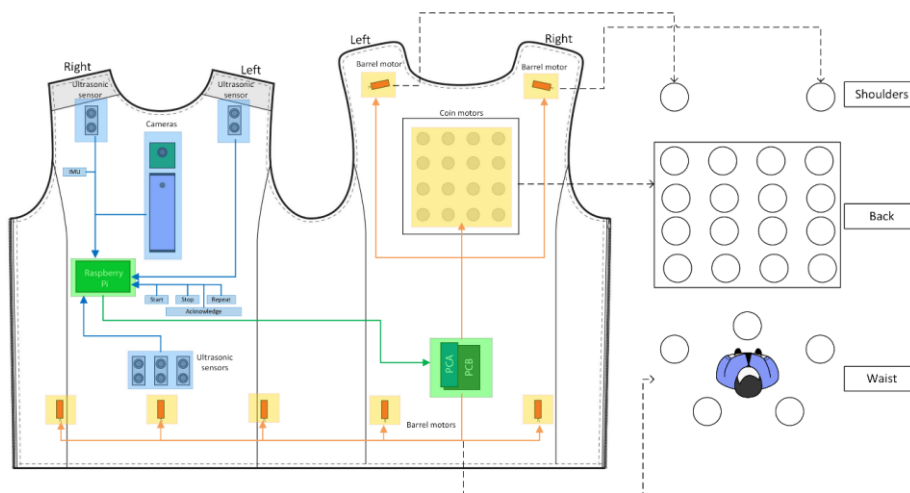 Left
Right
Barrel motor
Barrel motor
Shoulders
Right
Left
Ultrasonic
sensor
Ultrasonic
sensor
Cameras
Coin motors
IMU
Back
Raspberry
Pi
Start
Stop
Repeat
Acknowledge
Ultrasonic
sensors
PCA
PCB
Waist
Barrel motors